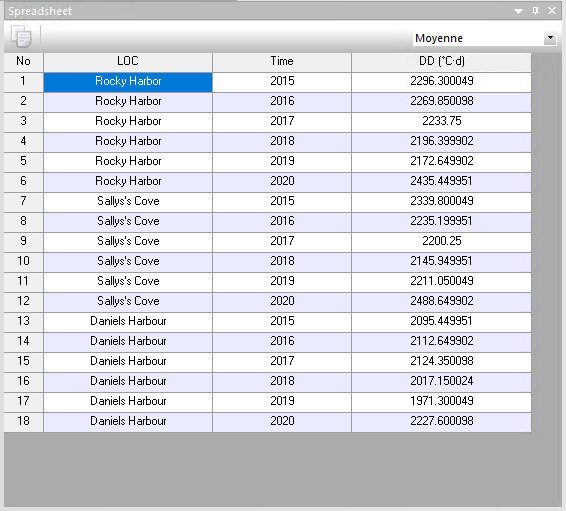 Spreadsheet
Moyenne
No LOC Time DD (°C·d)
1 Rocky Harbor 2015 2296.300049
2 Rocky Harbor 2016 2269.850098
3 Rocky Harbor 2017 2233.75
4 Rocky Harbor 2018 2196.399902
5 Rocky Harbor 2019 2172.649902
6 Rocky Harbor 2020 2435.449951
7 Sallys's Cove 2015 2339.800049
8 Sallys's Cove 2016 2235.199951
9 Sallys's Cove 2017 2200.25
10 Sallys's Cove 2018 2145.949951
11 Sallys's Cove 2019 2211.050049
12 Sallys's Cove 2020 2488.649902
13 Daniels Harbour 2015 2095.449951
14 Daniels Harbour 2016 2112.649902
15 Daniels Harbour 2017 2124.350098
16 Daniels Harbour 2018 2017.150024
17 Daniels Harbour 2019 1971.300049
18 Daniels Harbour 2020 2227.600098